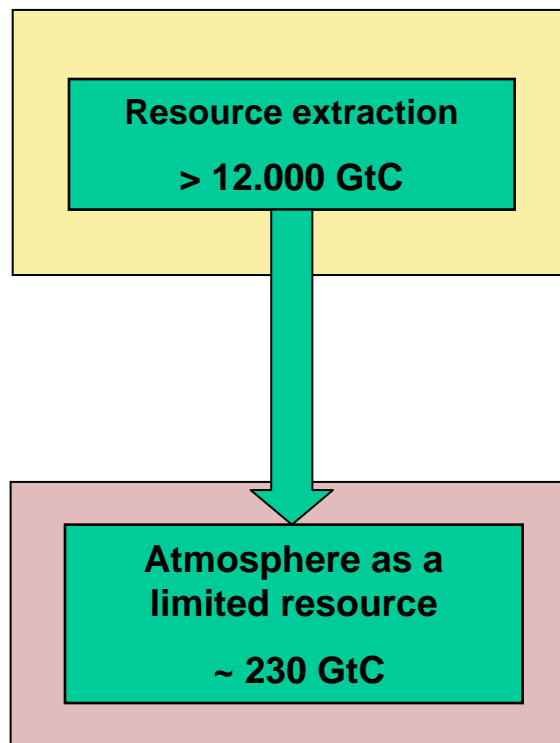 Resource extraction
> 12.000 GtC
Atmosphere as a
limited resource
~ 230 GtC